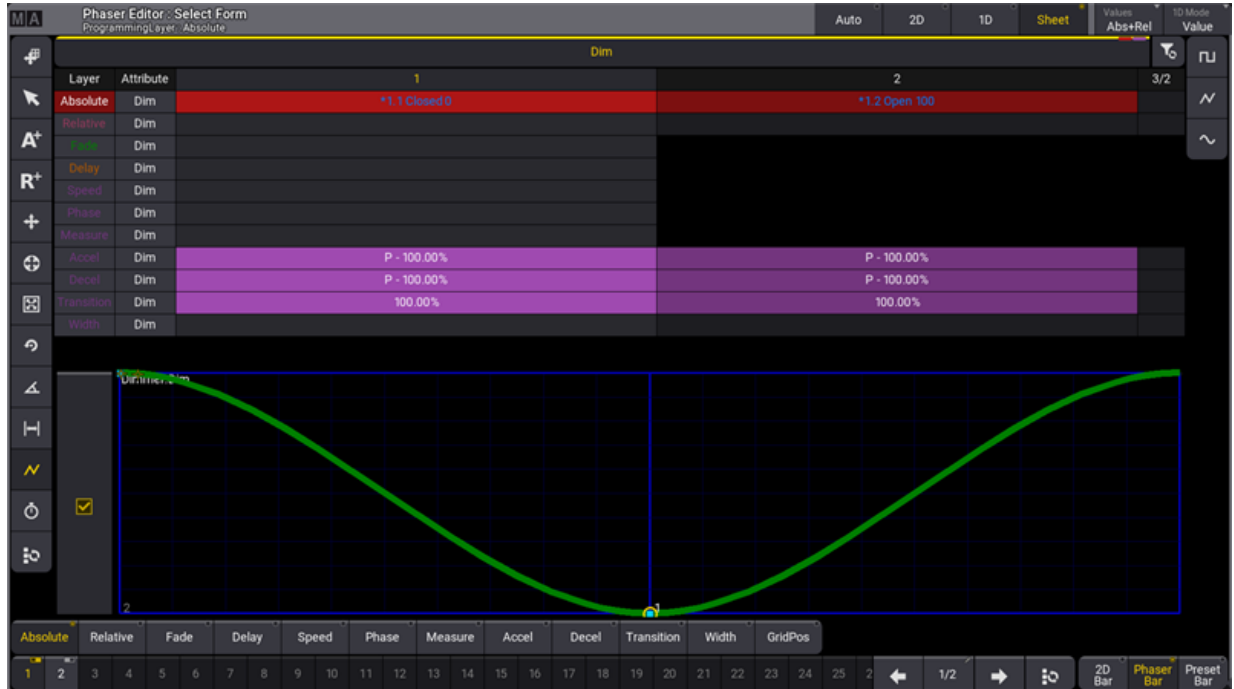 MA Phaser Editor : Select Form Auto 2D 1D Sheet Values 1D Mode
ProgrammingLayer : Absolute Abs+Rel Value
Dim
Layer Attribute 1 2 3/2
Absolute Dim *1.1 Closed 0 *1.2 Open 100
Relative Dim
Fade Dim
Delay Dim
Speed Dim
Phase Dim
Measure Dim
Accel Dim P - 100.00% P - 100.00%
Decel Dim P - 100.00% P - 100.00%
Transition Dim 100.00% 100.00%
Width Dim
A+
R+
Dimmer.Dim
2 1
Absolute Relative Fade Delay Speed Phase Measure Accel Decel Transition Width GridPos
1 2 3 4 5 6 7 8 9 10 11 12 13 14 15 16 17 18 19 20 21 22 23 24 25 2 1/2 2D Bar Phaser Bar Preset Bar